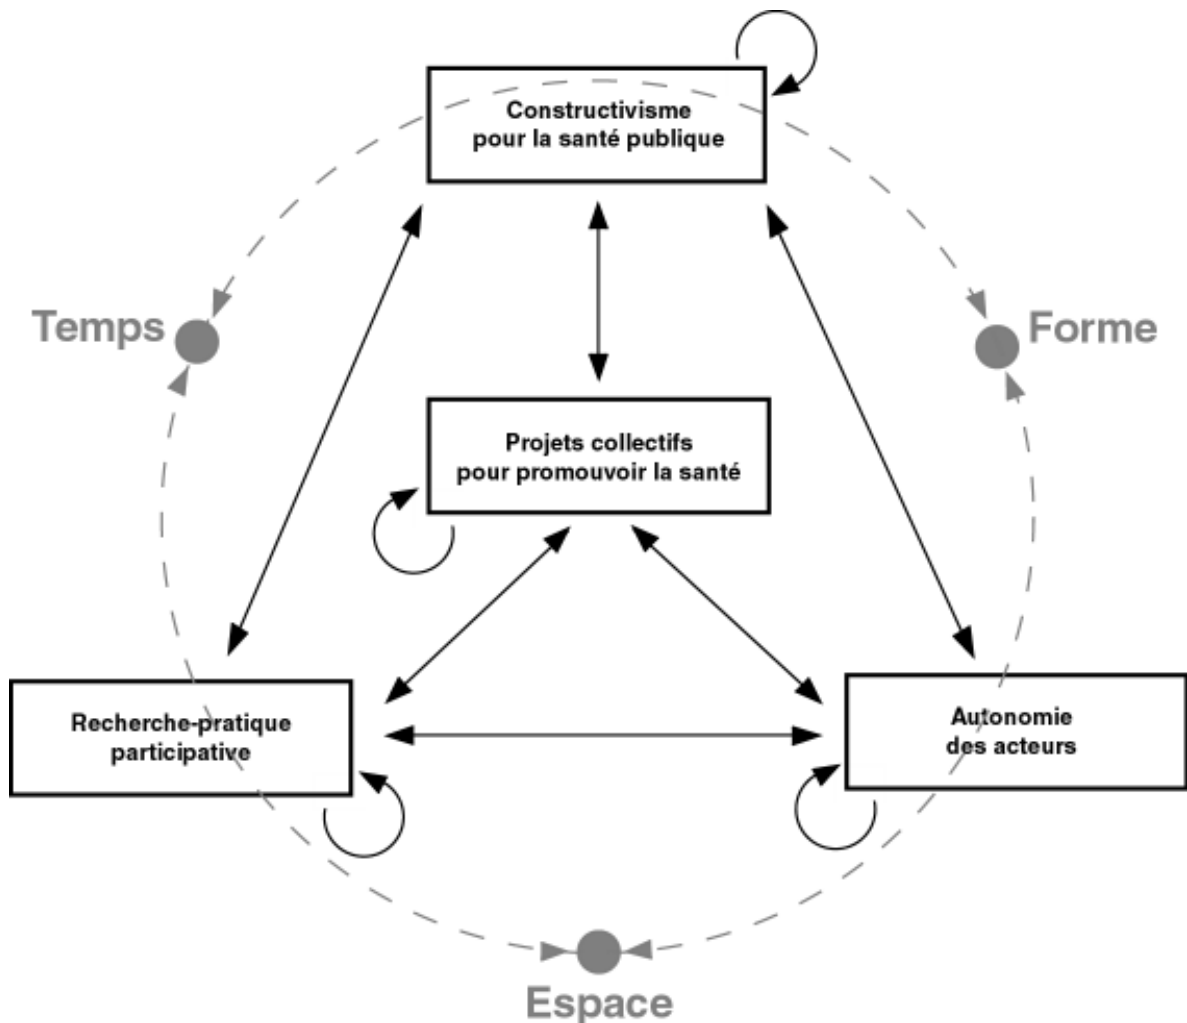 Constructivisme
pour la santé publique
Temps
Forme
Projets collectifs
pour promouvoir la santé
Recherche-pratique
participative
Autonomie
des acteurs
Espace